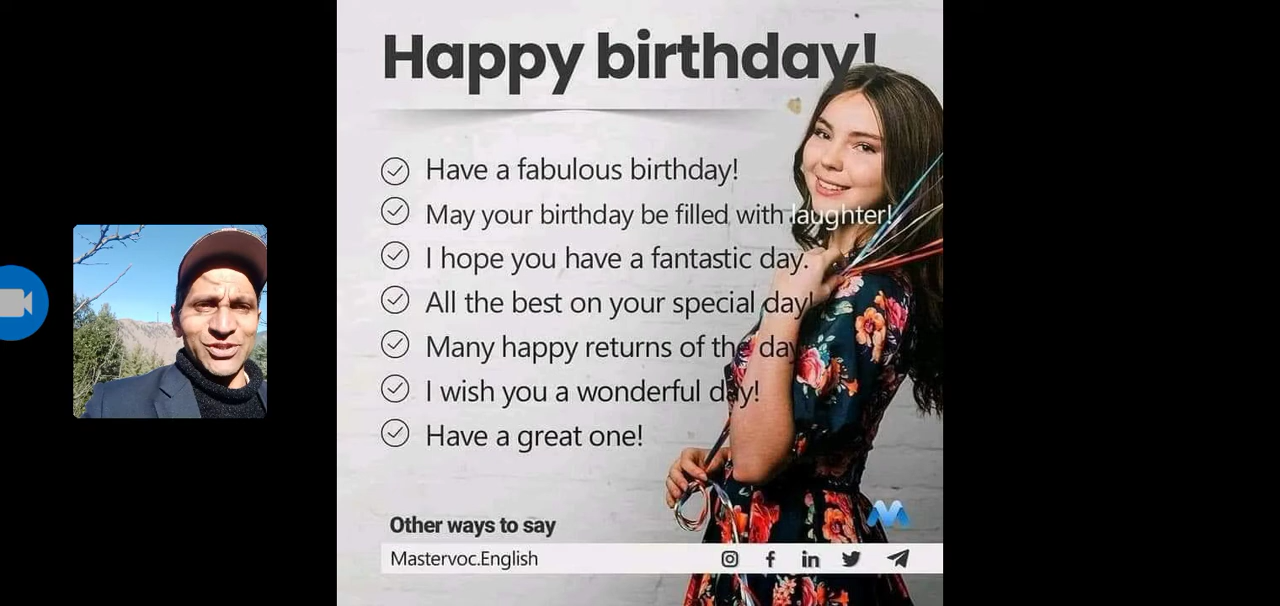 Happy birthday!
Have a fabulous birthday!
May your birthday be filled with laughter!
I hope you have a fantastic day.
All the best on your special day!
Many happy returns of the day
I wish you a wonderful day!
Have a great one!
Other ways to say
Mastervoc.English